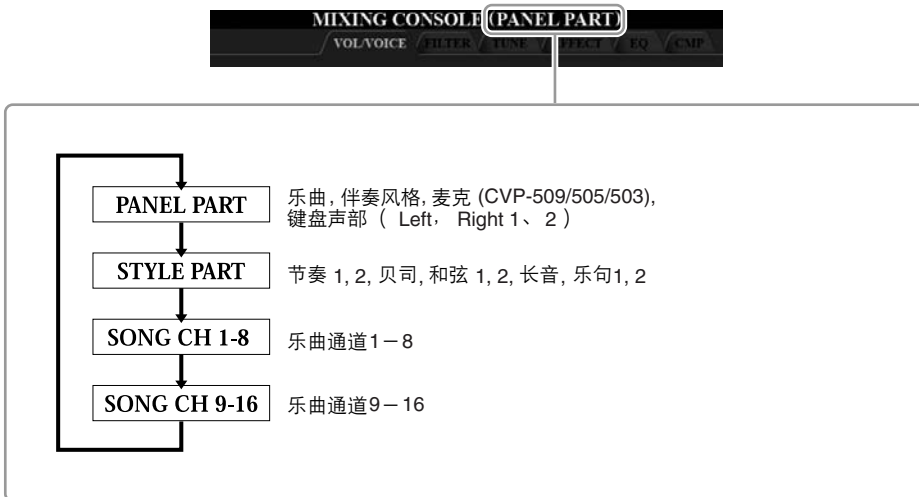 MIXING CONSOLE (PANEL PART)
VOL/VOICE FILTER TUNE EFFECT EQ CMP
PANEL PART
乐曲, 伴奏风格, 麦克 (CVP-509/505/503),
键盘声部（ Left， Right 1、 2 ）
STYLE PART
节奏 1, 2, 贝司, 和弦 1, 2, 长音, 乐句1, 2
SONG CH 1-8
乐曲通道1－8
SONG CH 9-16
乐曲通道9－16